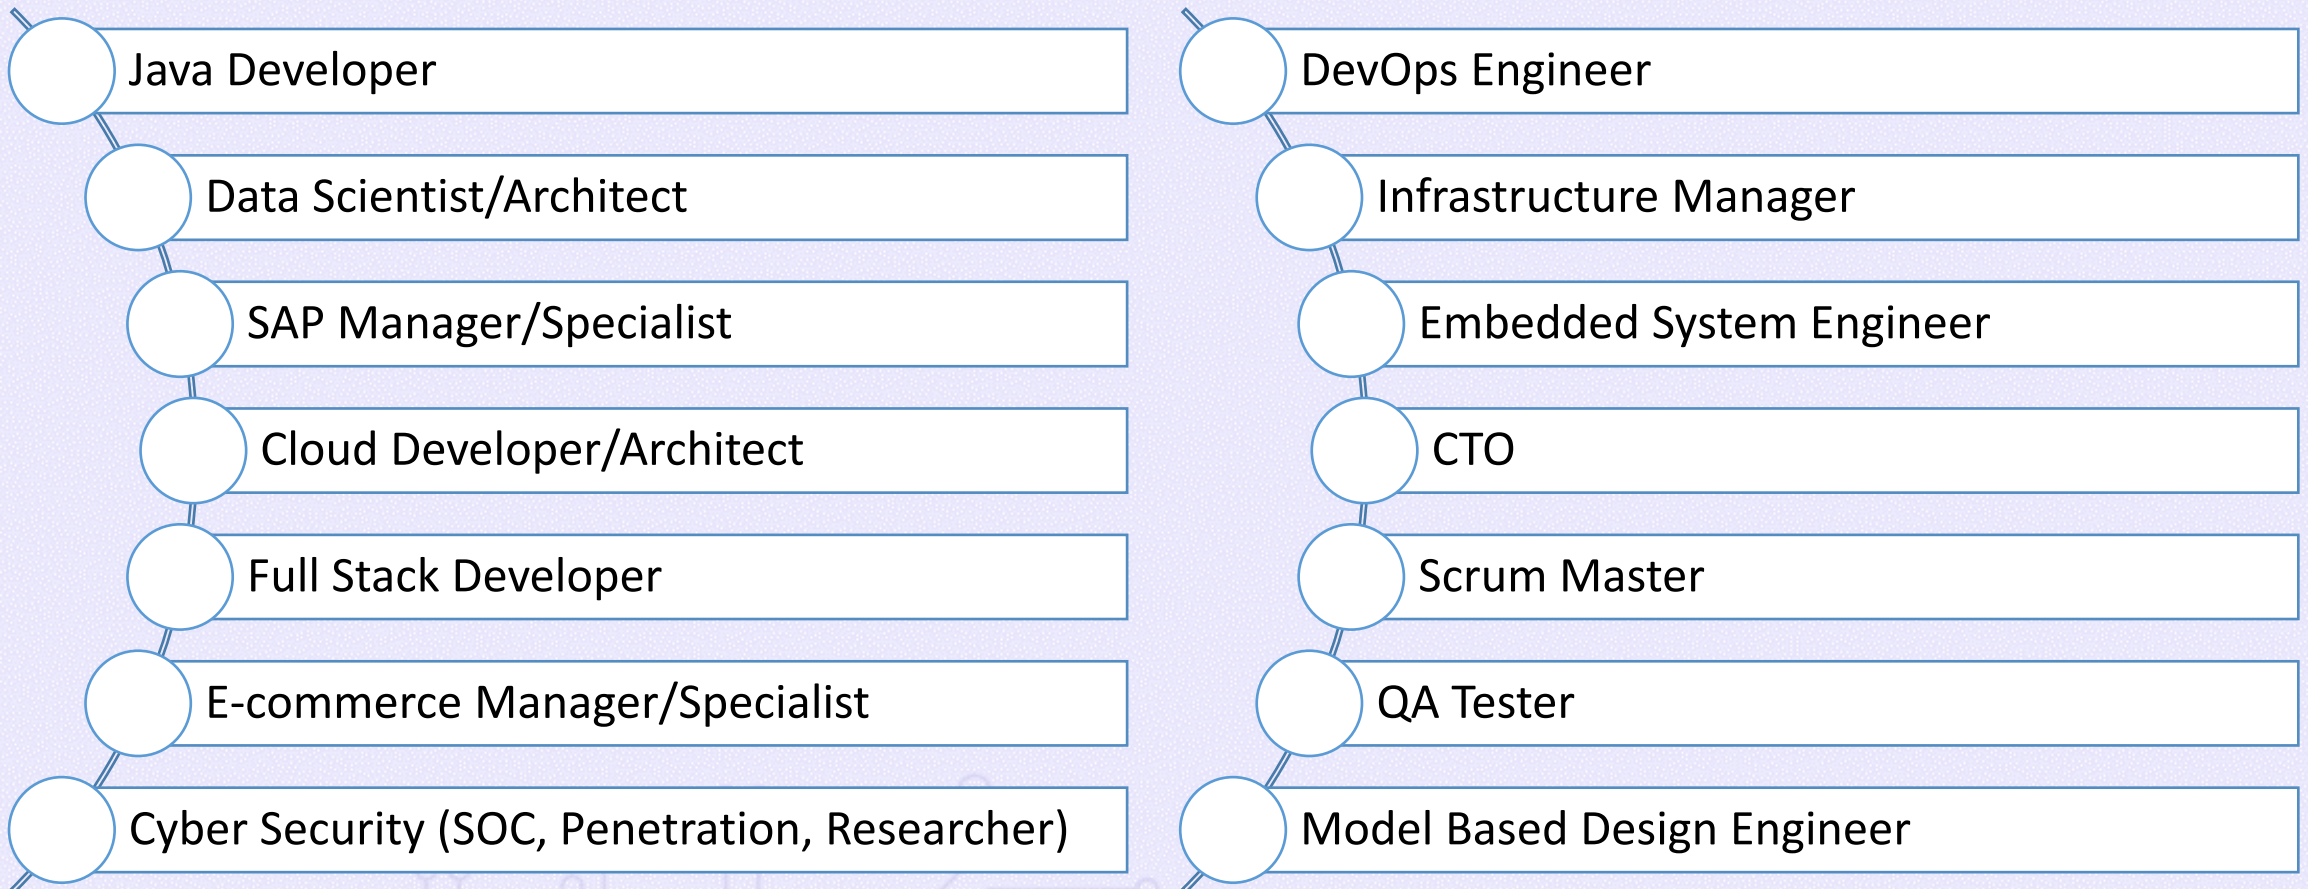 Java Developer
Data Scientist/Architect
SAP Manager/Specialist
Cloud Developer/Architect
Full Stack Developer
E-commerce Manager/Specialist
Cyber Security (SOC, Penetration, Researcher)
DevOps Engineer
Infrastructure Manager
Embedded System Engineer
CTO
Scrum Master
QA Tester
Model Based Design Engineer